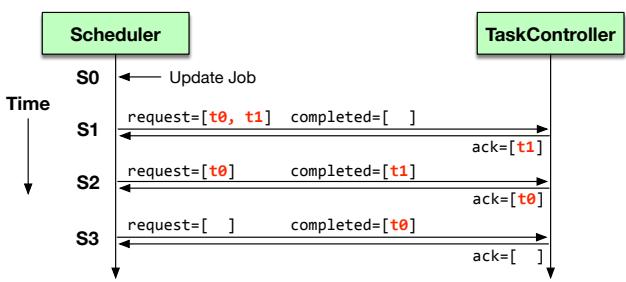 Scheduler TaskController
S0 Update Job
Time
request=[t0, t1] completed=[ ]
S1
ack=[t1]
request=[t0] completed=[t1]
S2
ack=[t0]
request=[ ] completed=[t0]
S3
ack=[ ]